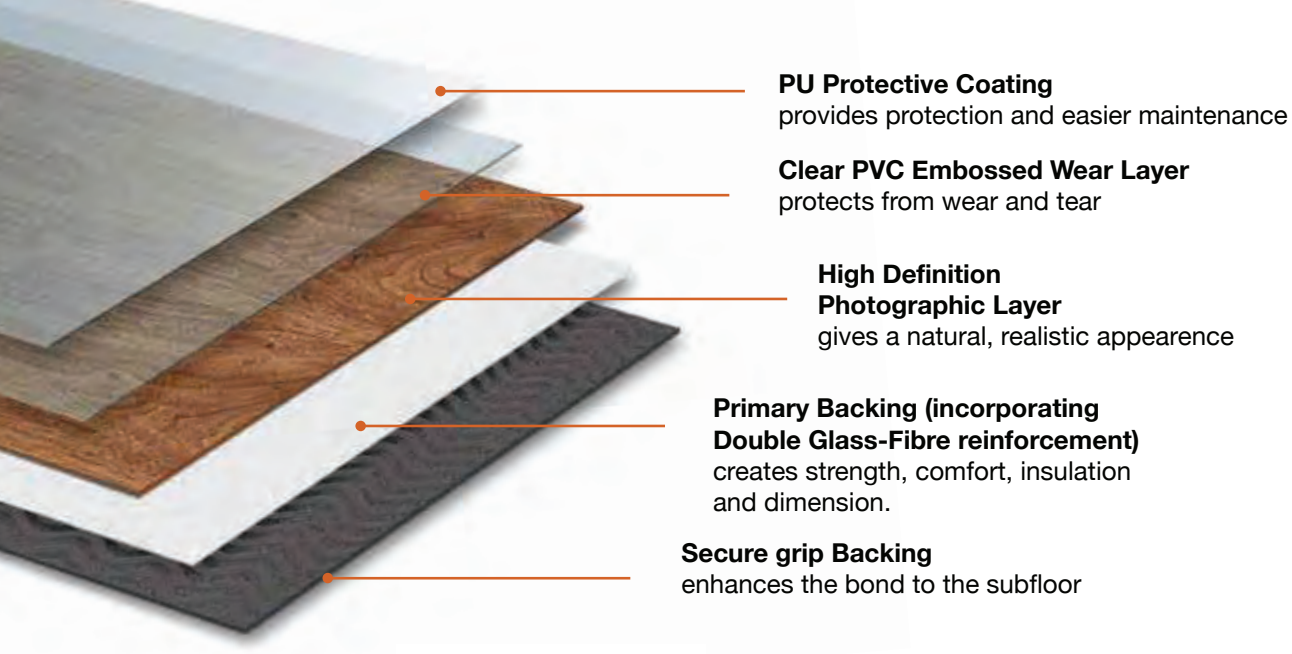 PU Protective Coating
provides protection and easier maintenance
Clear PVC Embossed Wear Layer
protects from wear and tear
High Definition
Photographic Layer
gives a natural, realistic appearence
Primary Backing (incorporating
Double Glass-Fibre reinforcement)
creates strength, comfort, insulation
and dimension.
Secure grip Backing
enhances the bond to the subfloor